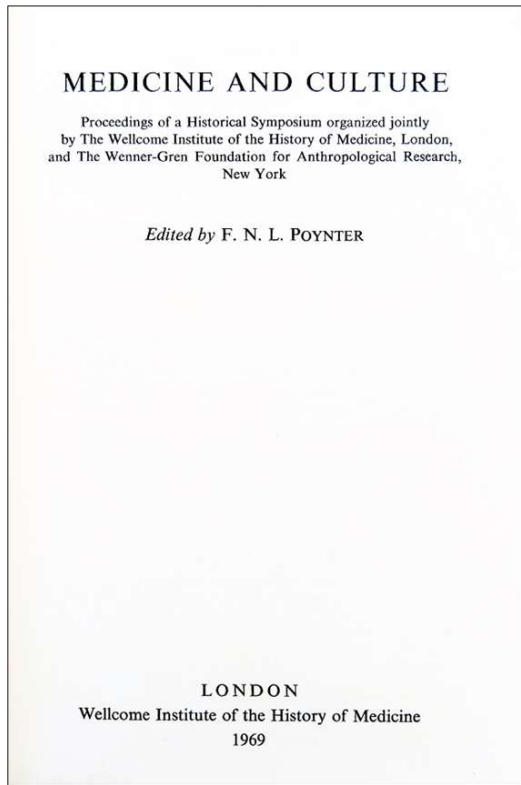 MEDICINE AND CULTURE
Proceedings of a Historical Symposium organized jointly
by The Wellcome Institute of the History of Medicine, London,
and The Wenner-Gren Foundation for Anthropological Research,
New York
Edited by F. N. L. POYNTER
LONDON
Wellcome Institute of the History of Medicine
1969